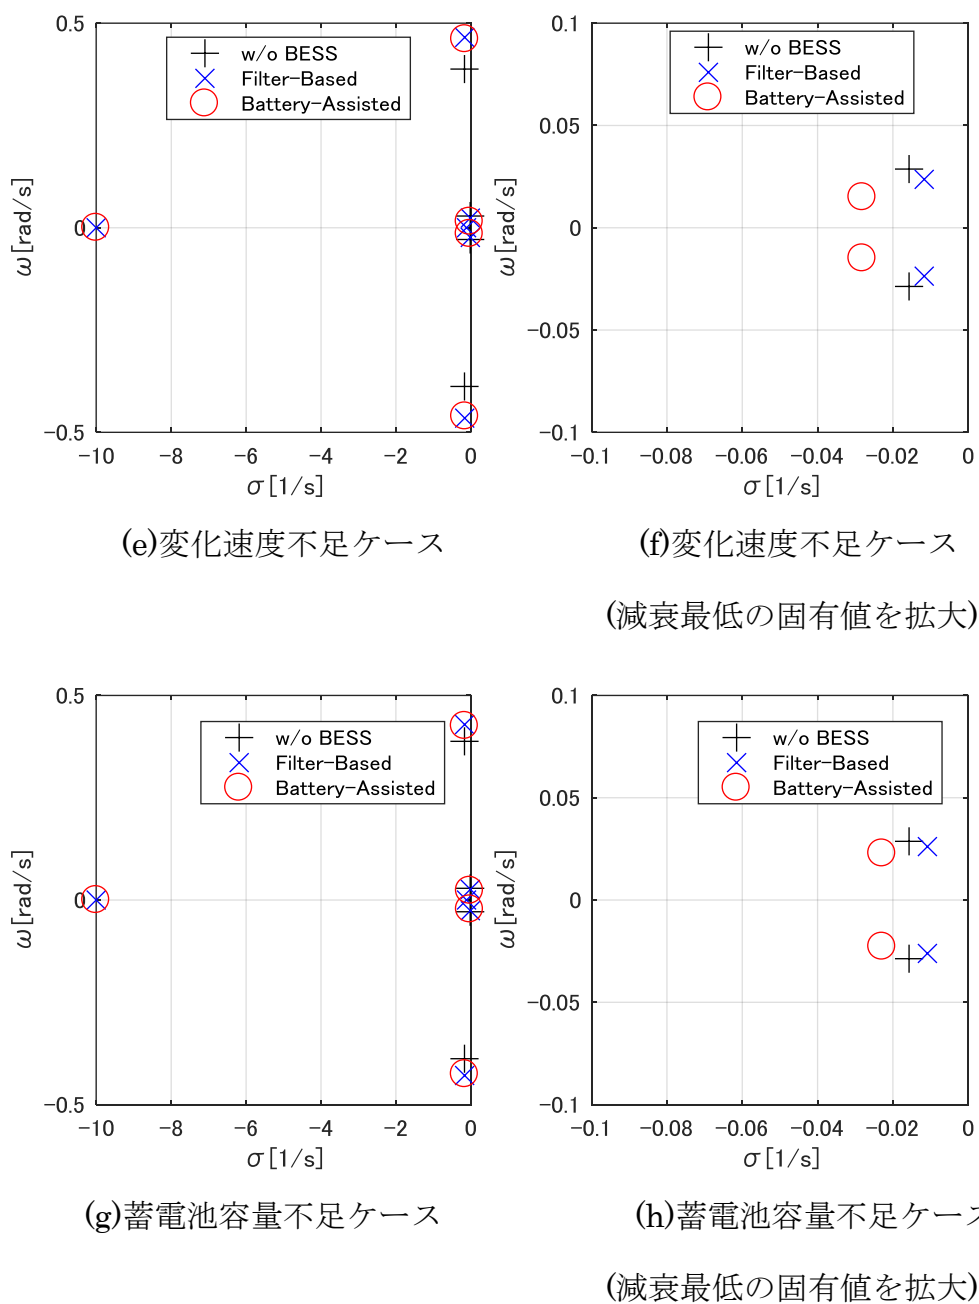 0.5
w/o BESS
Filter-Based
Battery-Assisted
ω[rad/s]
0
-0.5
-10
-8
-6
-4
-2
0
σ[1/s]
(e)変化速度不足ケース
0.1
w/o BESS
Filter-Based
Battery-Assisted
0.05
ω[rad/s]
0
-0.05
-0.1
-0.1
-0.08
-0.06
-0.04
-0.02
0
σ[1/s]
(f)変化速度不足ケース
(減衰最低の固有値を拡大)
0.5
w/o BESS
Filter-Based
Battery-Assisted
ω[rad/s]
0
-0.5
-10
-8
-6
-4
-2
0
σ[1/s]
(g)蓄電池容量不足ケース
0.1
w/o BESS
Filter-Based
Battery-Assisted
0.05
ω[rad/s]
0
-0.05
-0.1
-0.1
-0.08
-0.06
-0.04
-0.02
0
σ[1/s]
(h)蓄電池容量不足ケース
(減衰最低の固有値を拡大)